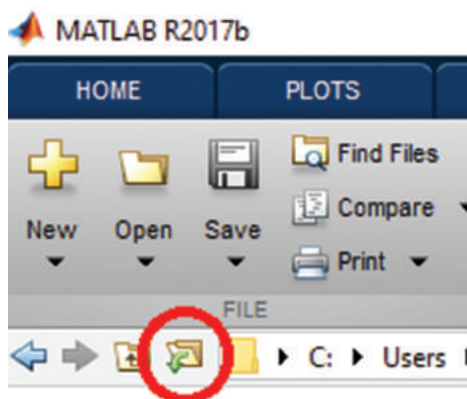 MATLAB R2017b
HOME PLOTS
Find Files
Compare
New Open Save
Print
FILE
C: Users